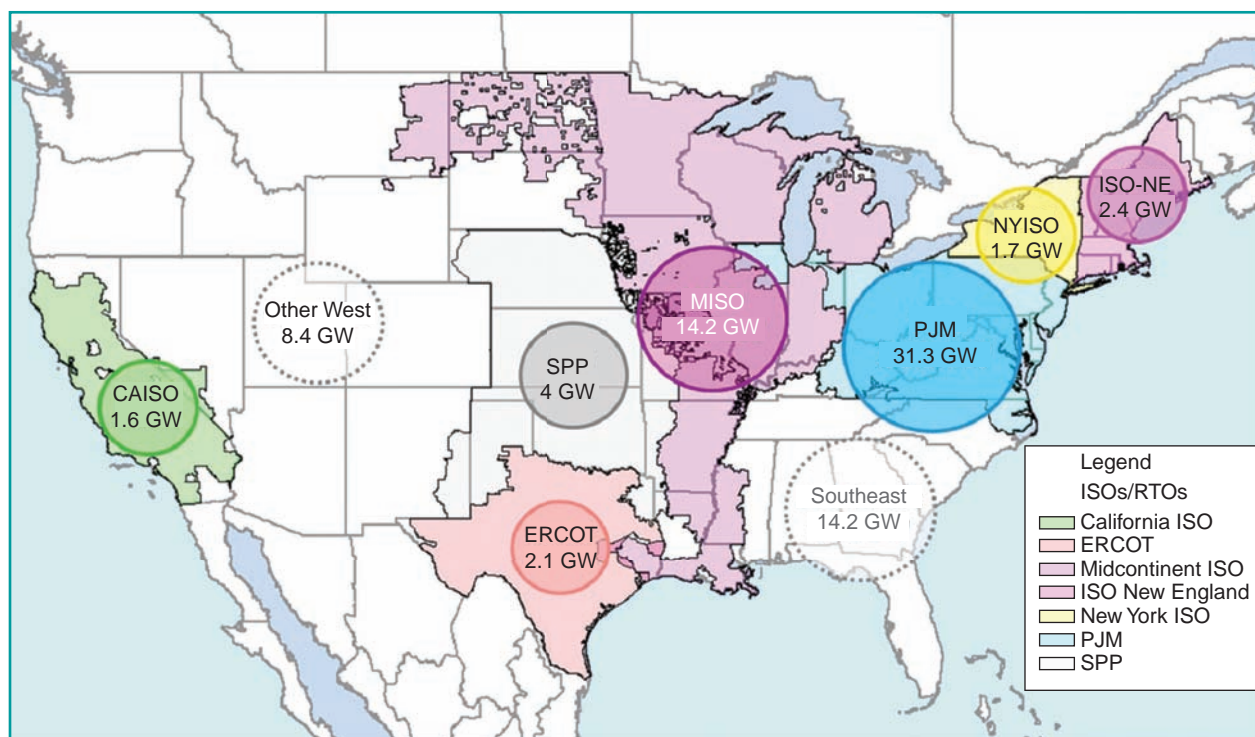 ISO-NE
2.4 GW
NYISO
1.7 GW
Other West
8.4 GW
MISO
14.2 GW
PJM
31.3 GW
SPP
4 GW
CAISO
1.6 GW
Southeast
14.2 GW
ERCOT
2.1 GW
Legend
ISOs/RTOs
California ISO
ERCOT
Midcontinent ISO
ISO New England
New York ISO
PJM
SPP